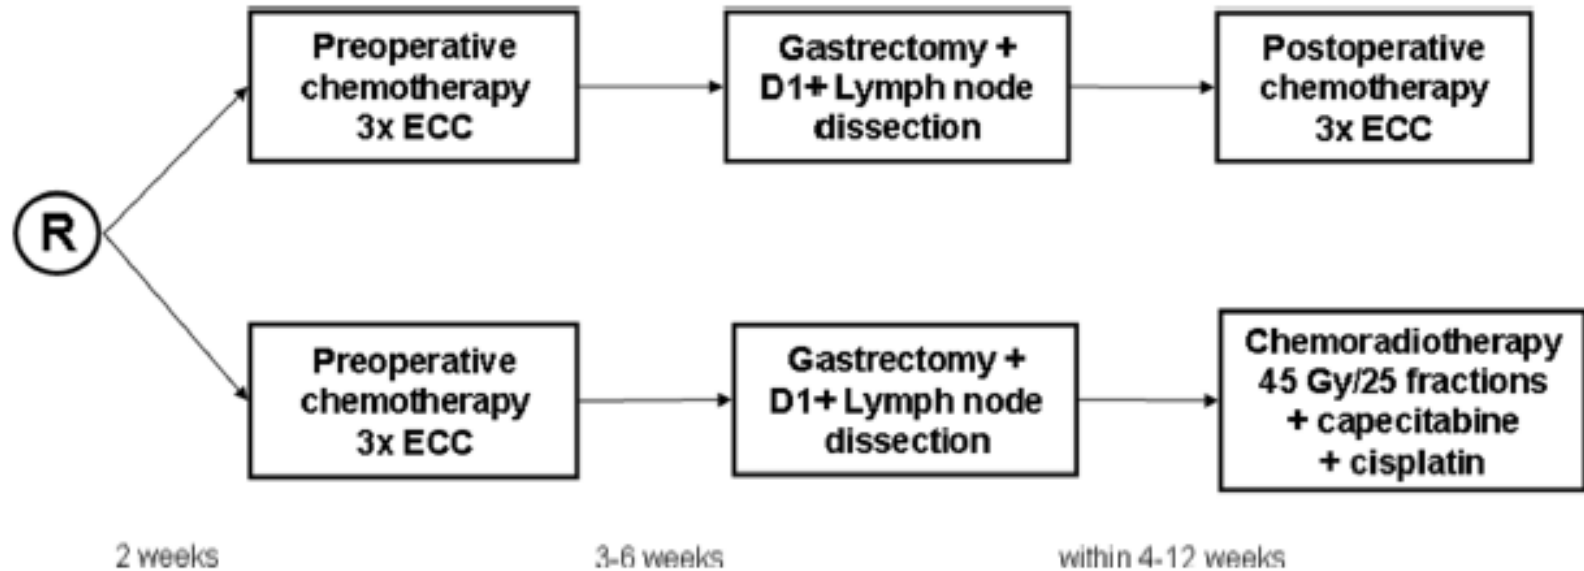 Preoperative
chemotherapy
3x ECC
Gastrectomy +
D1+ Lymph node
dissection
Postoperative
chemotherapy
3x ECC
R
Preoperative
chemotherapy
3x ECC
Gastrectomy +
D1+ Lymph node
dissection
Chemoradiotherapy
45 Gy/25 fractions
+ capecitabine
+ cisplatin
2 weeks
3-6 weeks
within 4-12 weeks